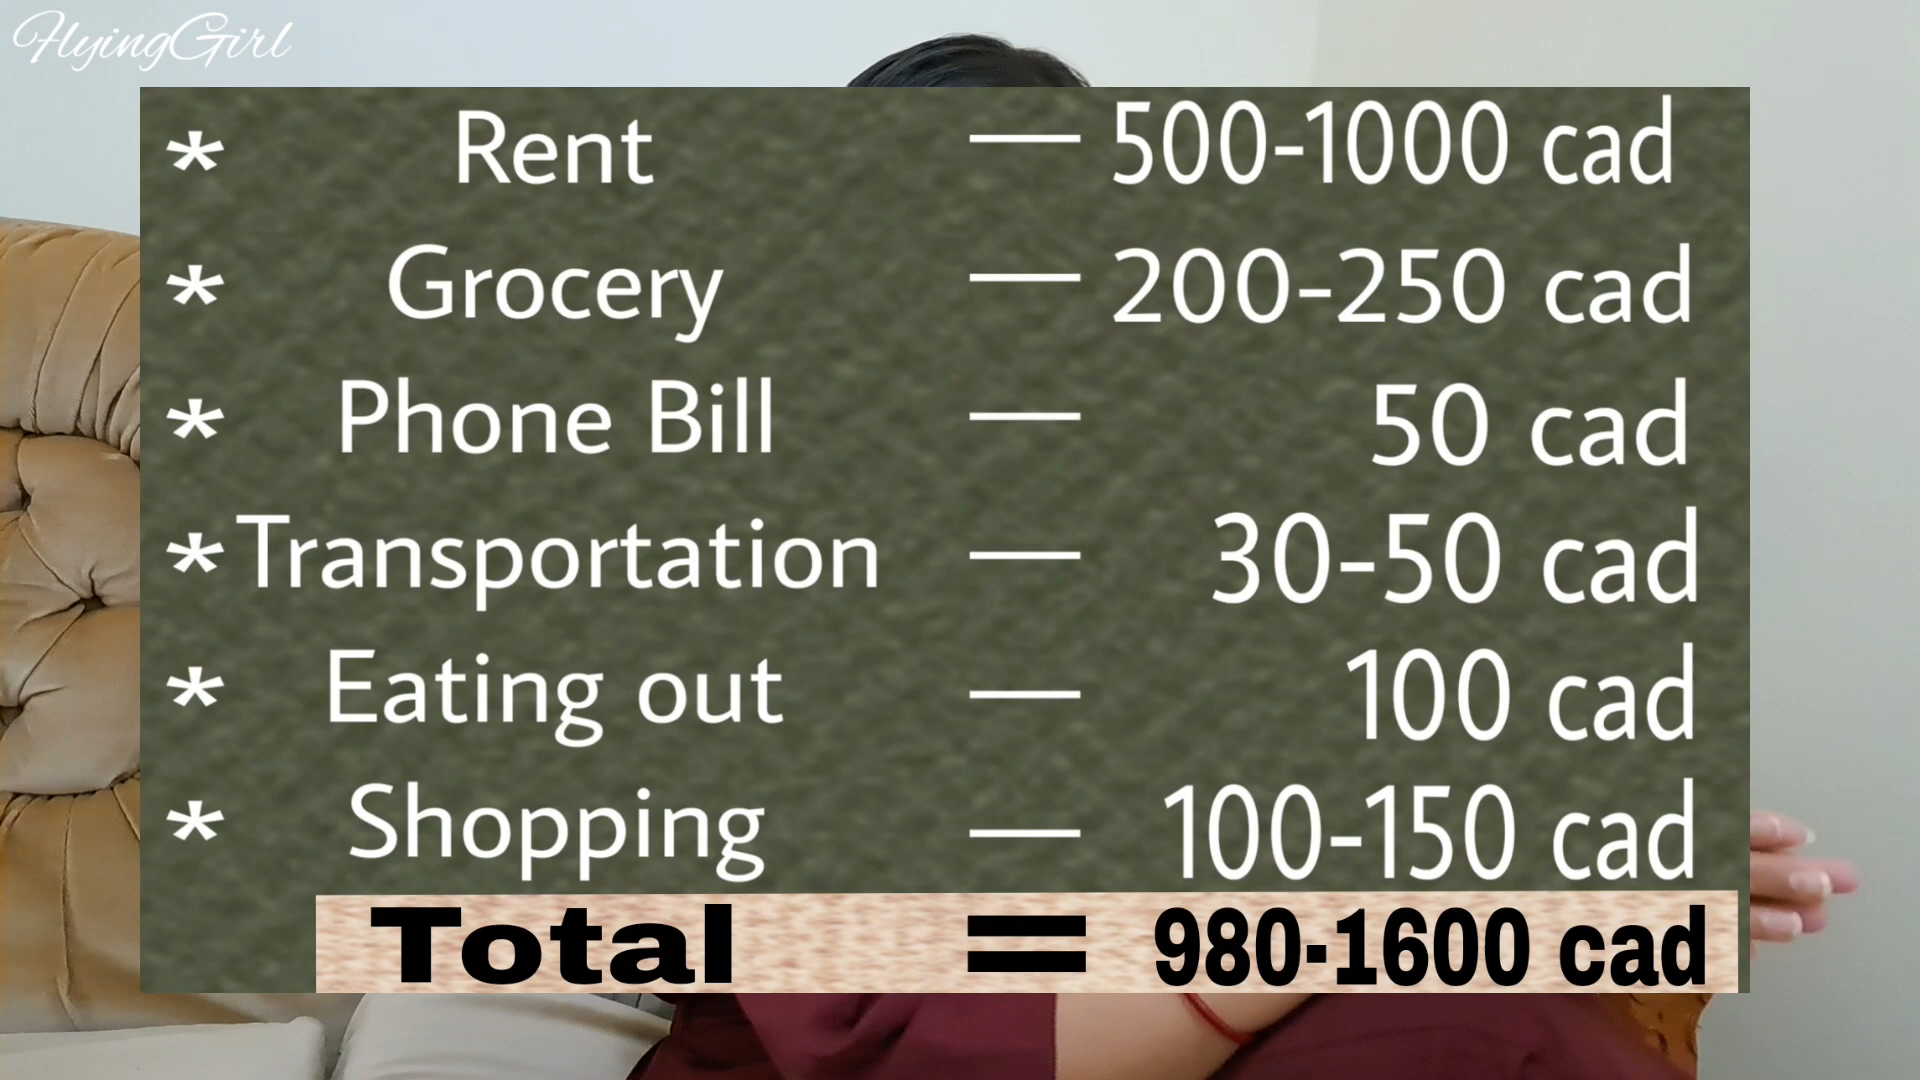 FlyingGirl
* Rent — 500-1000 cad
* Grocery — 200-250 cad
* Phone Bill — 50 cad
* Transportation — 30-50 cad
* Eating out — 100 cad
* Shopping — 100-150 cad
Total = 980-1600 cad